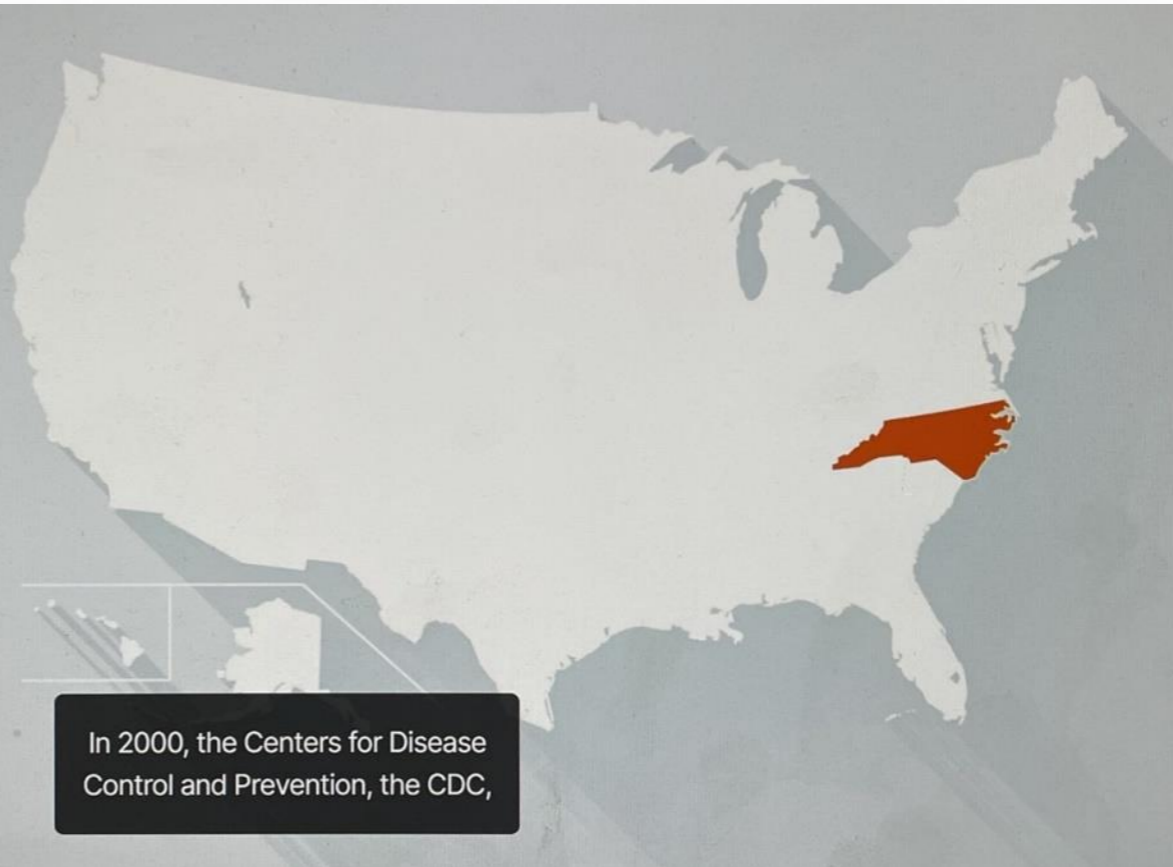 In 2000, the Centers for Disease
Control and Prevention, the CDC,